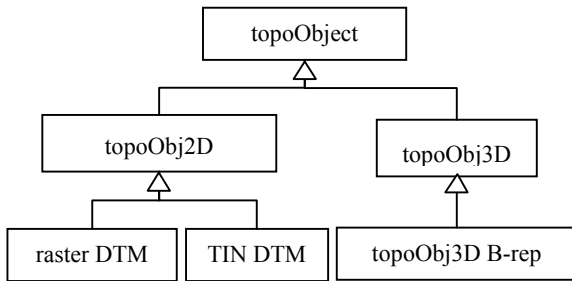 topoObject
topoObj2D
topoObj3D
raster DTM
TIN DTM
topoObj3D B-rep